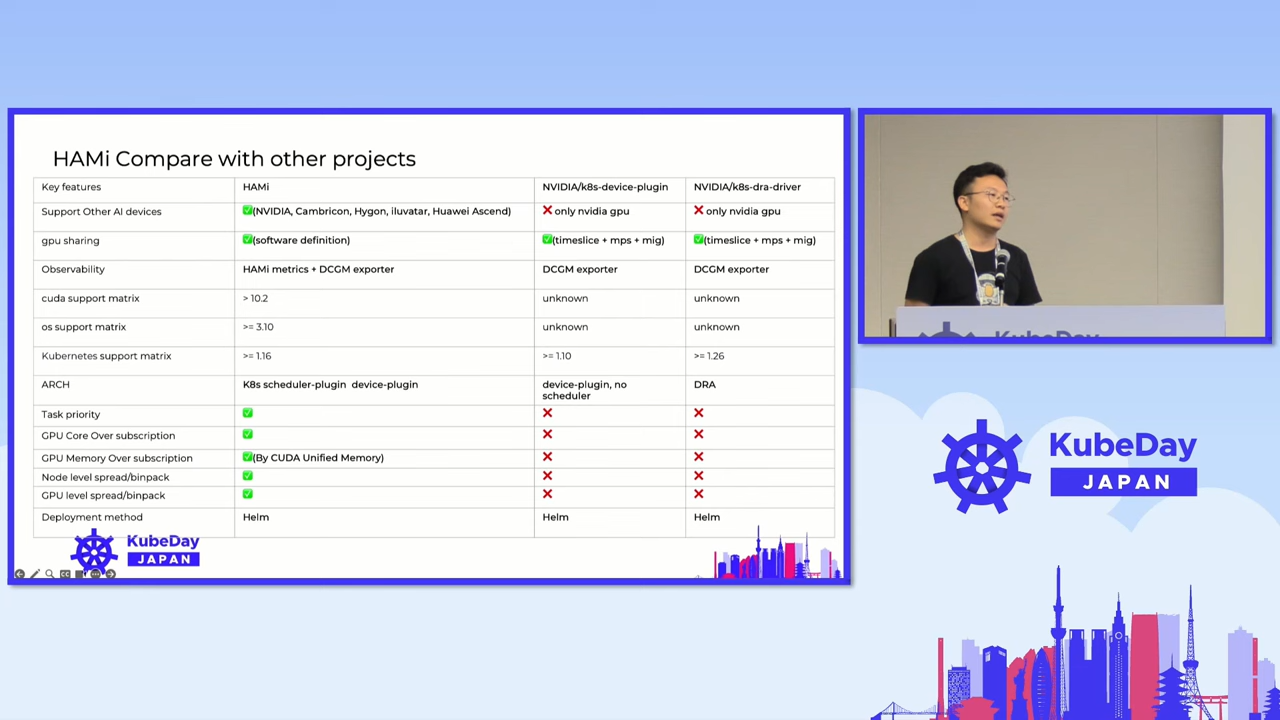 HAMi Compare with other projects
Key features HAMi NVIDIA/k8s-device-plugin NVIDIA/k8s-dra-driver
Support Other AI devices ✅(NVIDIA, Cambricon, Hygon, iluvatar, Huawei Ascend) ❌ only nvidia gpu ❌ only nvidia gpu
gpu sharing ✅(software definition) ✅(timeslice + mps + mig) ✅(timeslice + mps + mig)
Observability HAMi metrics + DCGM exporter DCGM exporter DCGM exporter
cuda support matrix > 10.2 unknown unknown
os support matrix >= 3.10 unknown unknown
Kubernetes support matrix >= 1.16 >= 1.10 >= 1.26
ARCH K8s scheduler-plugin device-plugin device-plugin, no scheduler DRA
Task priority ✅ ❌ ❌
GPU Core Over subscription ✅ ❌ ❌
GPU Memory Over subscription ✅(By CUDA Unified Memory) ❌ ❌
Node level spread/binpack ✅ ❌ ❌
GPU level spread/binpack ✅ ❌ ❌
Deployment method Helm Helm Helm
KubeDay
JAPAN
KubeDay
KubeDay
JAPAN